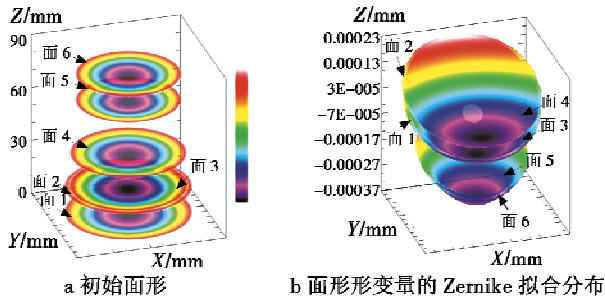 Z/mm
90
60
30
0
面 6
面 5
面 4
面 3
面 2
面 1
Y/mm
X/mm
a 初始面形
Z/mm
0.00023
0.00013
3E-005
-7E-005
-0.00017
-0.00027
-0.00037
面 2
面 1
面 4
面 3
面 5
面 6
Y/mm
X/mm
b 面形形变量的 Zernike 拟合分布